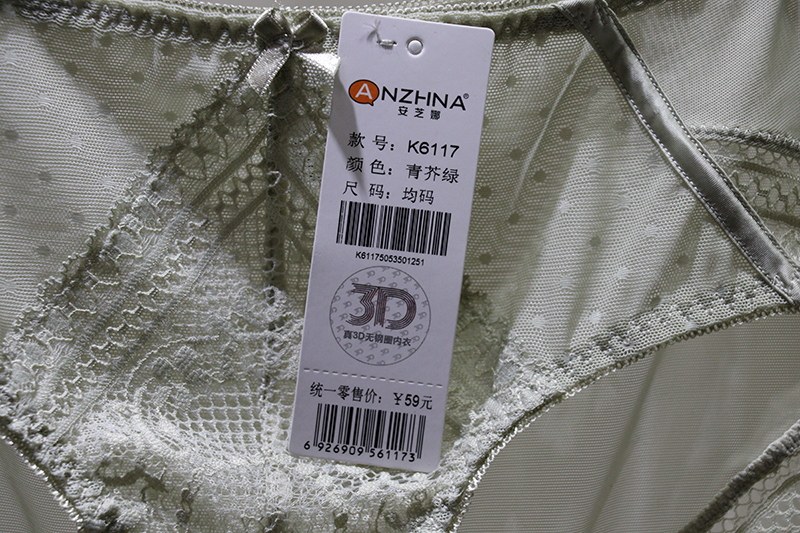 ANZHNA®
安芝娜
款 号: K6117
颜 色: 青芥绿
尺 码: 均码
K61175053501251
3D
真3D无钢圈内衣
统一零售价: ¥59元
6 926909 561173